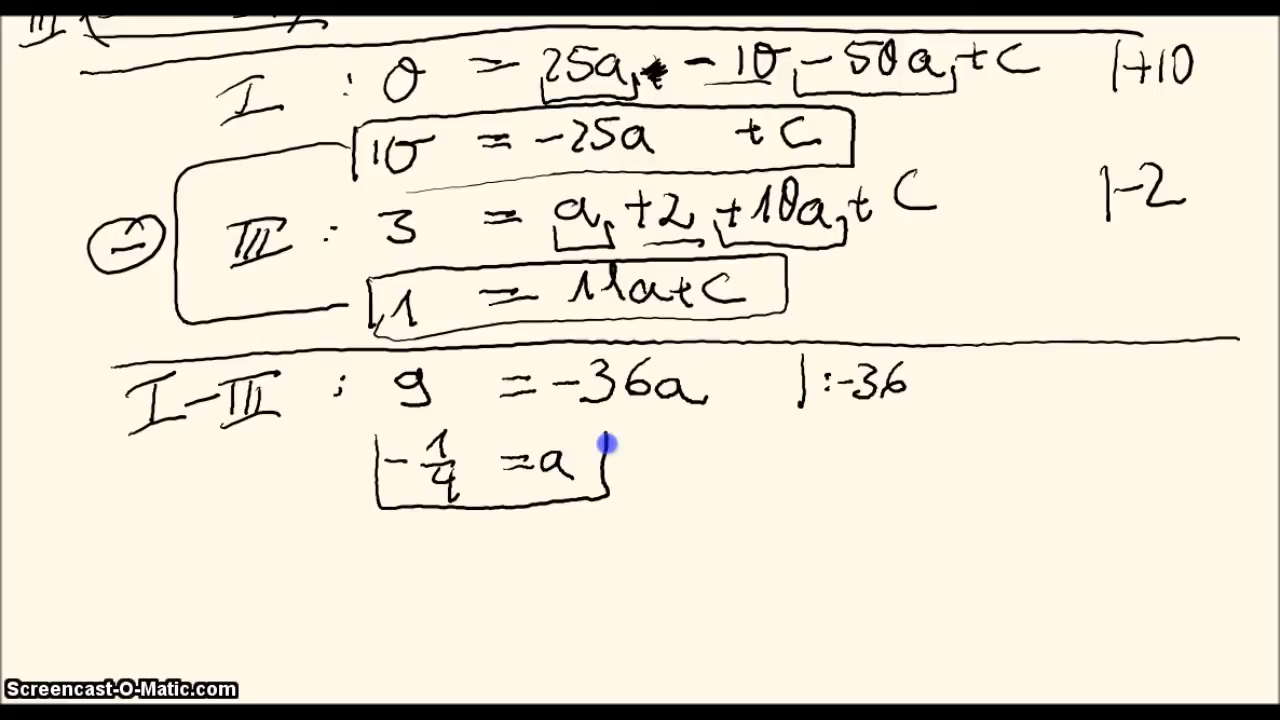 III
I : 0 = 25a - 10 - 50a + c |+10
10 = -25a + c
- III : 3 = a + 2 + 10a + c |-2
1 = 11a + c
I - III : 9 = -36a | : -36
- 1/4 = a
Screencast-O-Matic.com